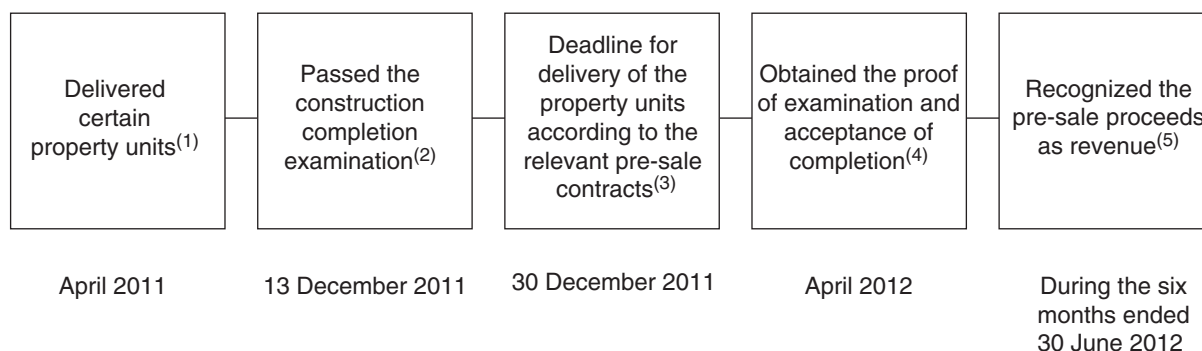 Delivered
certain
property units(1)
Passed the
construction
completion
examination(2)
Deadline for
delivery of the
property units
according to the
relevant pre-sale
contracts(3)
Obtained the proof
of examination and
acceptance of
completion(4)
Recognized the
pre-sale proceeds
as revenue(5)
April 2011
13 December 2011
30 December 2011
April 2012
During the six
months ended
30 June 2012